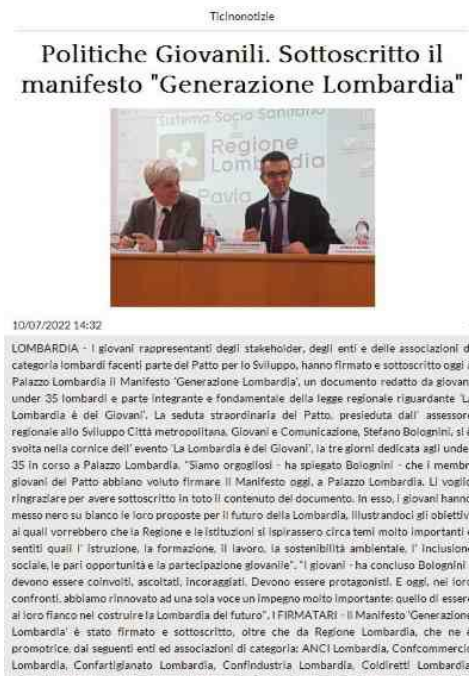 Ticinonotizie
Politiche Giovanili. Sottoscritto il
manifesto "Generazione Lombardia"
Sistema Socio Sanitario
Regione
Lombardia
Pavia
10/07/2022 14:32
LOMBARDIA - I giovani rappresentanti degli stakeholder, degli enti e delle associazioni d
categoria lombardi facenti parte del Patto per lo Sviluppo, hanno firmato e sottoscritto oggi a
Palazzo Lombardia il Manifesto 'Generazione Lombardia', un documento redatto da giovan
under 35 lombardi e parte integrante e fondamentale della legge regionale riguardante 'La
Lombardia è dei Giovani'. La seduta straordinaria del Patto, presieduta dall' assessore
regionale allo Sviluppo Città metropolitana, Giovani e Comunicazione, Stefano Bolognini, si è
svolta nella cornice dell' evento 'La Lombardia è dei Giovani', la tre giorni dedicata agli under
35 in corso a Palazzo Lombardia. "Siamo orgogliosi - ha spiegato Bolognini - che i membr
giovani del Patto abbiano voluto firmare il Manifesto oggi, a Palazzo Lombardia. Li voglio
ringraziare per avere sottoscritto in toto il contenuto del documento. In esso, i giovani hanno
messo nero su bianco le loro proposte per il futuro della Lombardia, illustrandoci gli obiettiv
ai quali vorrebbero che la Regione e le istituzioni si ispirassero circa temi molto importanti e
sentiti quali l' istruzione, la formazione, il lavoro, la sostenibilità ambientale, l' inclusione
sociale, le pari opportunità e la partecipazione giovanile". "I giovani - ha concluso Bolognini -
devono essere coinvolti, ascoltati, incoraggiati. Devono essere protagonisti. E oggi, nei loro
confronti, abbiamo rinnovato ad una sola voce un impegno molto importante: quello di essere
al loro fianco nel costruire la Lombardia del futuro". I FIRMATARI - Il Manifesto 'Generazione
Lombardia' è stato firmato e sottoscritto, oltre che da Regione Lombardia, che ne è
promotrice, dai seguenti enti ed associazioni di categoria: ANCI Lombardia, Confcommercio
Lombardia, Confartigianato Lombardia, Confindustria Lombardia, Coldiretti Lombardia,